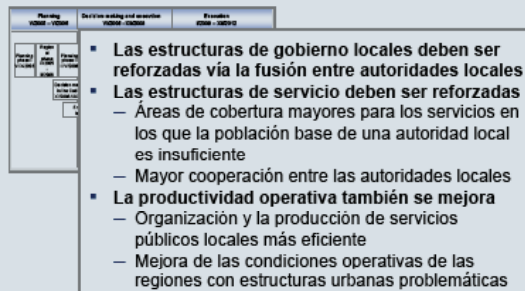 Planning
Decision making and execution
Execution
▪ Las estructuras de gobierno locales deben ser
reforzadas vía la fusión entre autoridades locales
▪ Las estructuras de servicio deben ser reforzadas
– Áreas de cobertura mayores para los servicios en
los que la población base de una autoridad local
es insuficiente
– Mayor cooperación entre las autoridades locales
▪ La productividad operativa también se mejora
– Organización y la producción de servicios
públicos locales más eficiente
– Mejora de las condiciones operativas de las
regiones con estructuras urbanas problemáticas